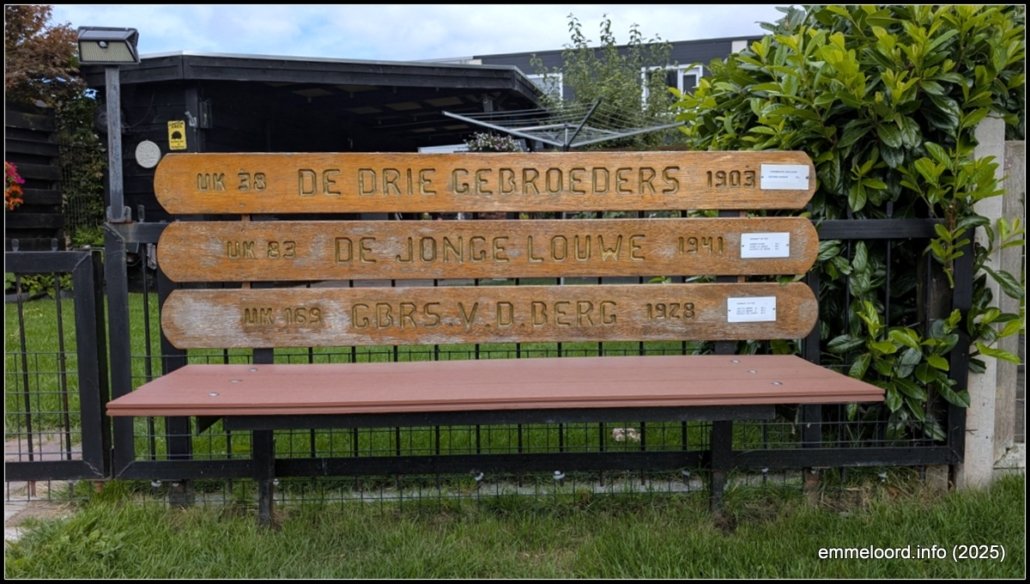 UK 38 DE DRIE GEBROEDERS 1903
UK 83 DE JONGE LOUWE 1941
UK 169 GBRS.V.D.BERG 1928
emmeloord.info (2025)